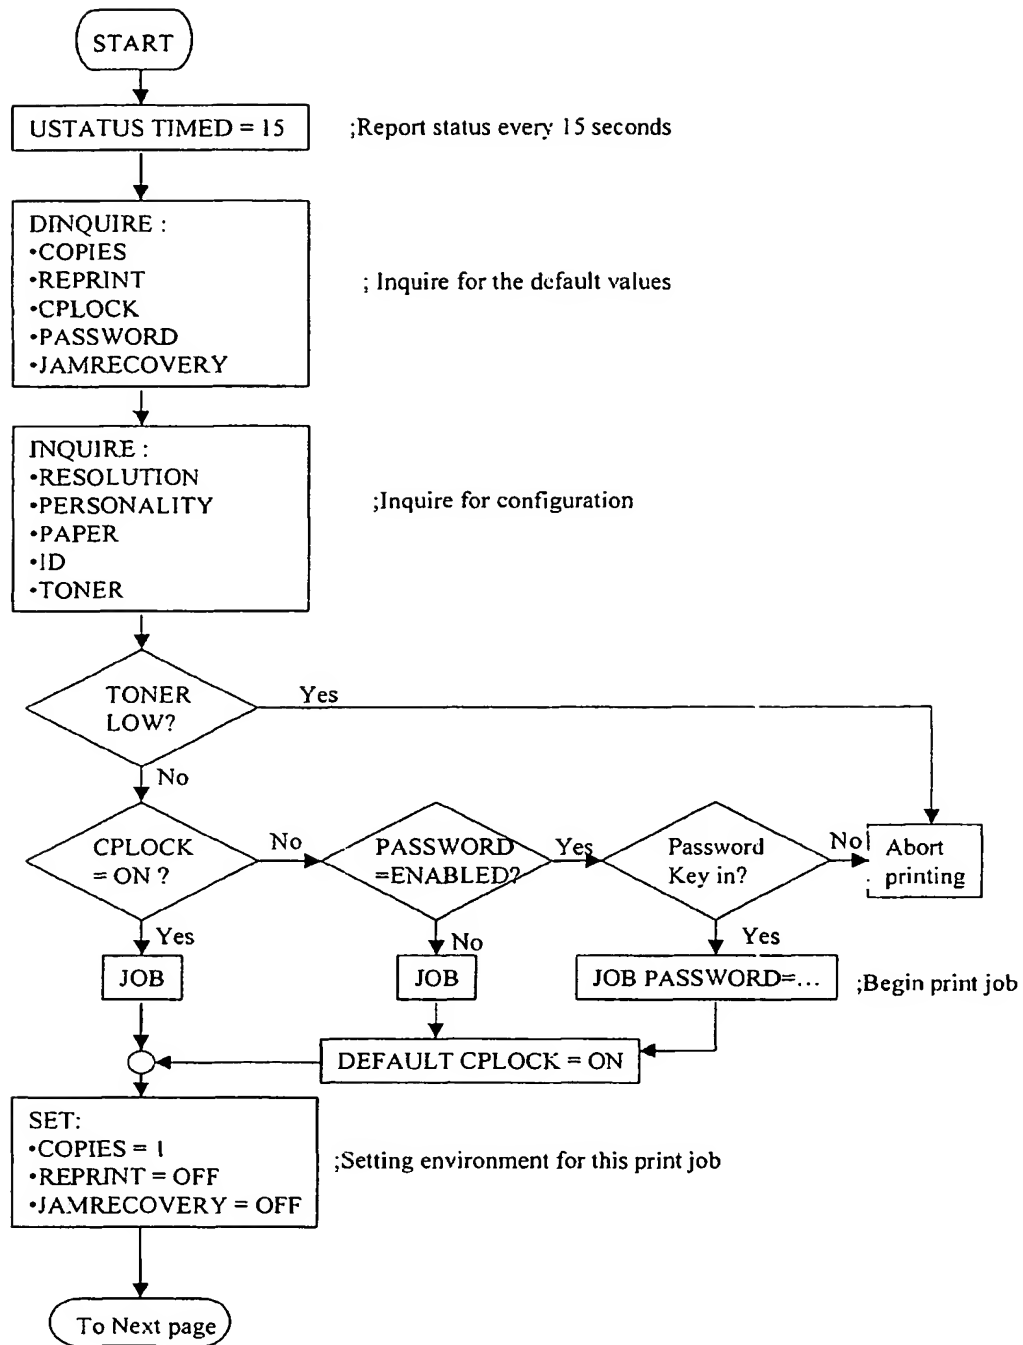 START
USTATUS TIMED = 15
;Report status every 15 seconds
DINQUIRE :
•COPIES
•REPRINT
•CPLOCK
•PASSWORD
•JAMRECOVERY
; Inquire for the default values
INQUIRE :
•RESOLUTION
•PERSONALITY
•PAPER
•ID
•TONER
;Inquire for configuration
TONER
LOW?
Yes
No
CPLOCK
= ON ?
No
PASSWORD
=ENABLED?
Yes
Password
Key in?
No
Abort
printing
Yes
No
Yes
JOB
JOB
JOB PASSWORD=...
;Begin print job
DEFAULT CPLOCK = ON
SET:
•COPIES = 1
•REPRINT = OFF
•JAMRECOVERY = OFF
;Setting environment for this print job
To Next page